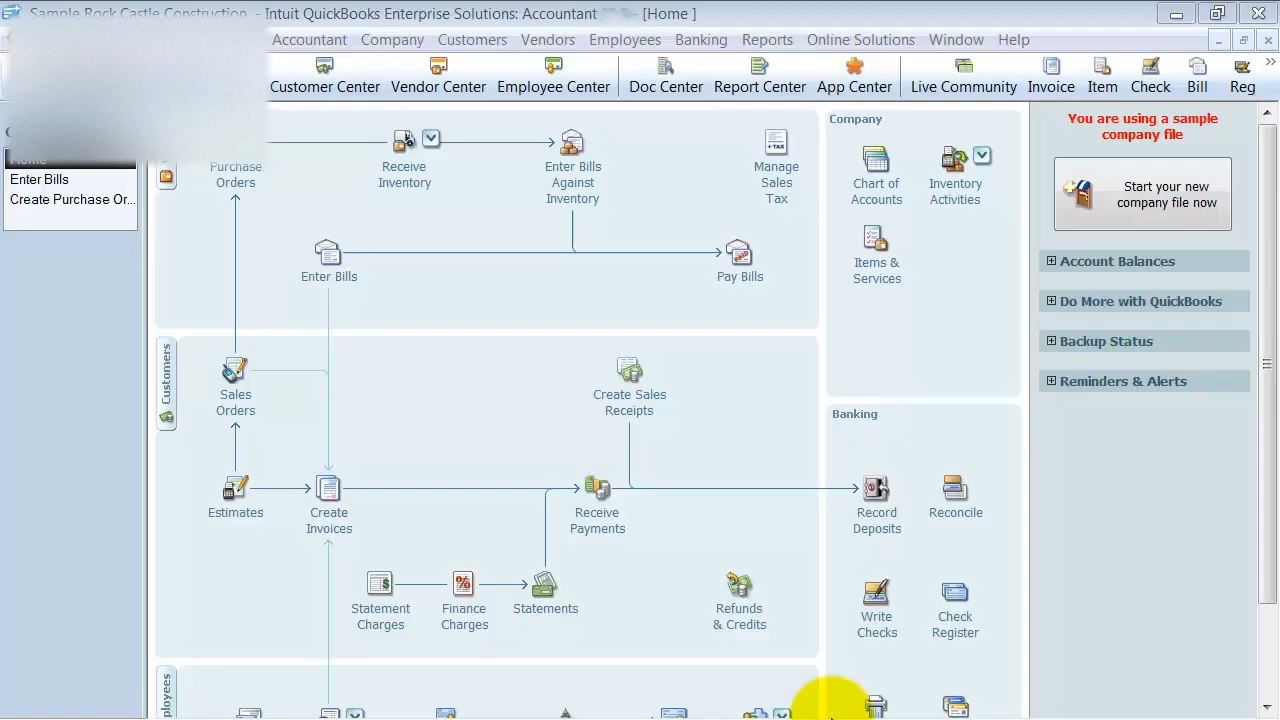 Sample Rock Castle Construction - Intuit QuickBooks Enterprise Solutions: Accountant - [Home ]
Accountant Company Customers Vendors Employees Banking Reports Online Solutions Window Help
Customer Center Vendor Center Employee Center Doc Center Report Center App Center Live Community Invoice Item Check Bill Reg
Home
Enter Bills
Create Purchase Or...
Purchase
Orders
Receive
Inventory
Enter Bills
Against
Inventory
+ TAX
Manage
Sales
Tax
Enter Bills
Pay Bills
Customers
Sales
Orders
Create Sales
Receipts
Estimates
Create
Invoices
Receive
Payments
Statement
Charges
Finance
Charges
Statements
Refunds
& Credits
ployees
Company
Chart of
Accounts
Inventory
Activities
Items &
Services
Banking
Record
Deposits
Reconcile
Write
Checks
Check
Register
You are using a sample
company file
Start your new
company file now
Account Balances
Do More with QuickBooks
Backup Status
Reminders & Alerts